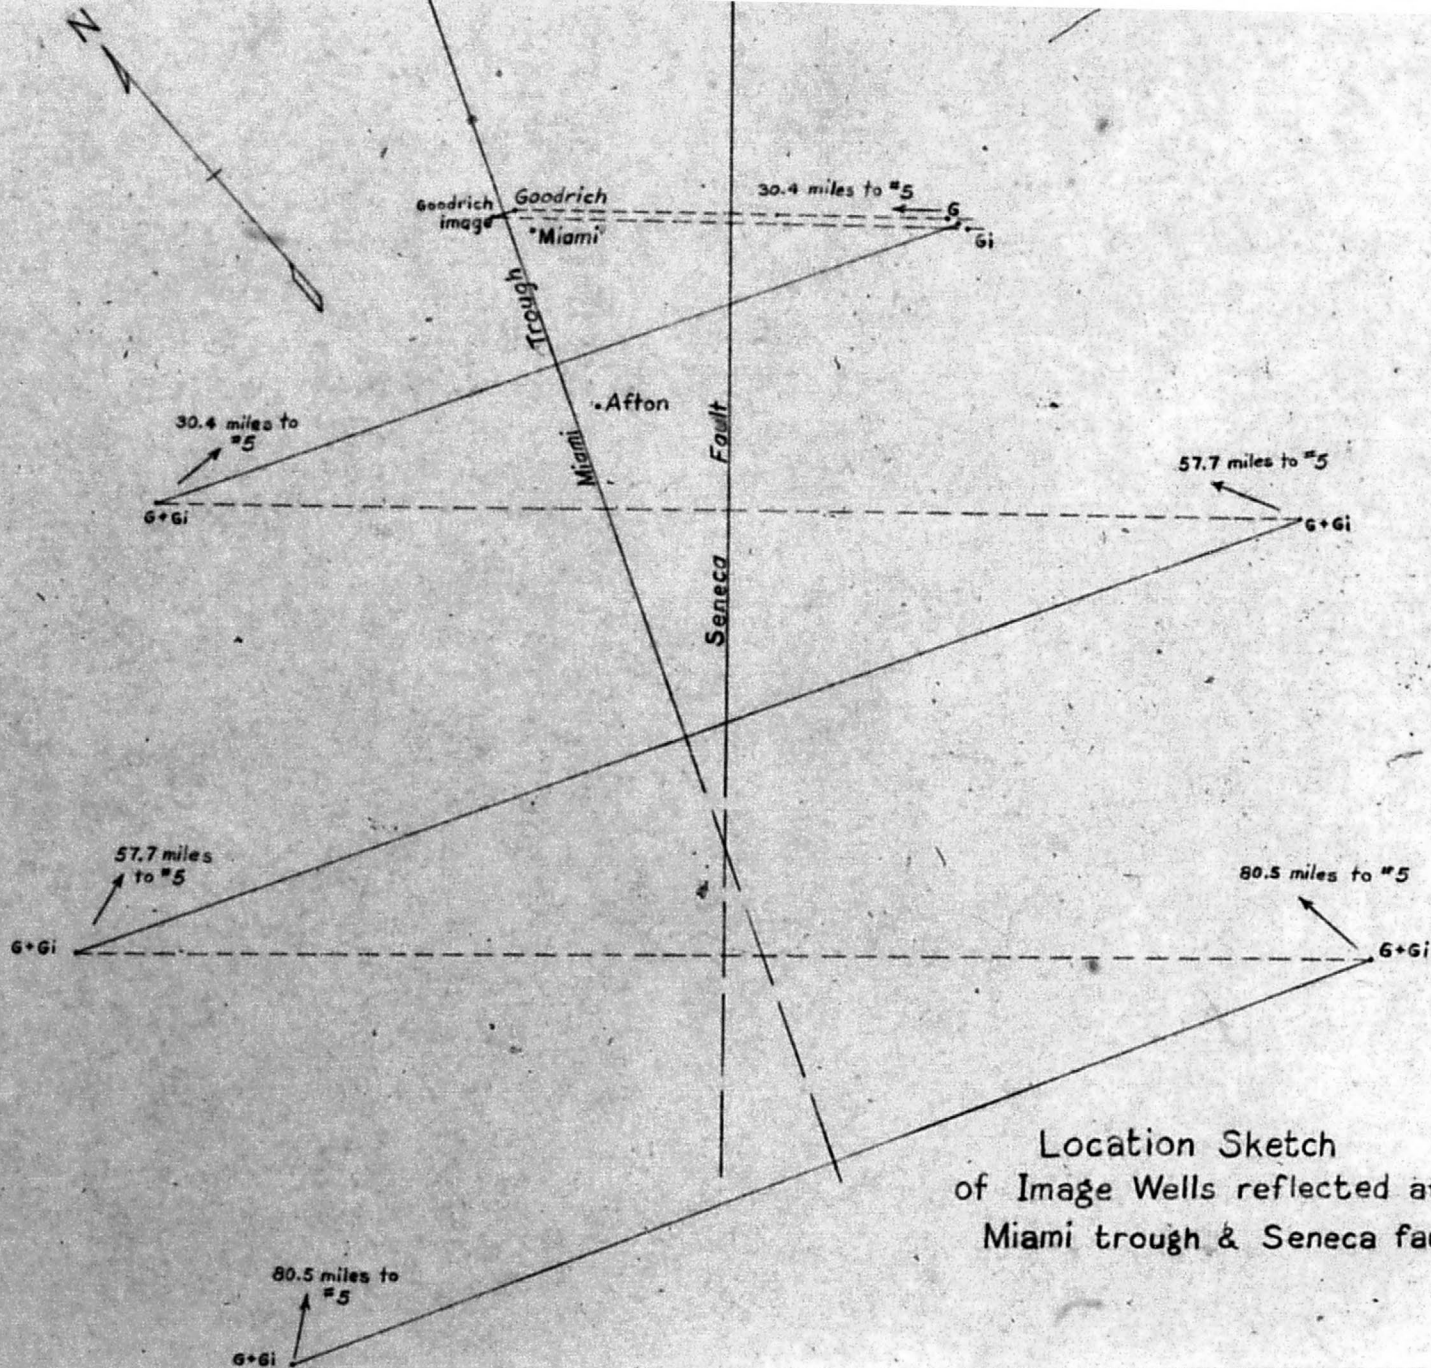 N
Goodrich
image
Goodrich
"Miami"
30.4 miles to #5
G
Gi
Trough
Miami
Afton
Fault
Seneca
30.4 miles to
#5
G+Gi
57.7 miles to #5
G+Gi
57.7 miles
to #5
G+Gi
80.5 miles to #5
G+Gi
Location Sketch
of Image Wells reflected
Miami trough & Seneca
80.5 miles to
#5
G+Gi